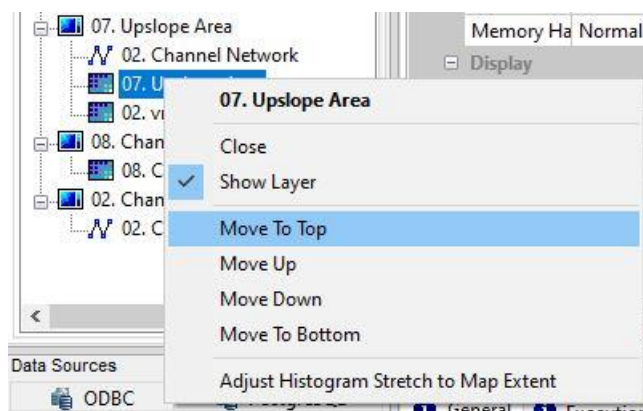 07. Upslope Area
02. Channel Network
07. U
02. v
08. Chan
08. C
02. Chan
02. C
Memory Ha Normal
Display
07. Upslope Area
Close
Show Layer
Move To Top
Move Up
Move Down
Move To Bottom
Adjust Histogram Stretch to Map Extent
Data Sources
ODBC
General